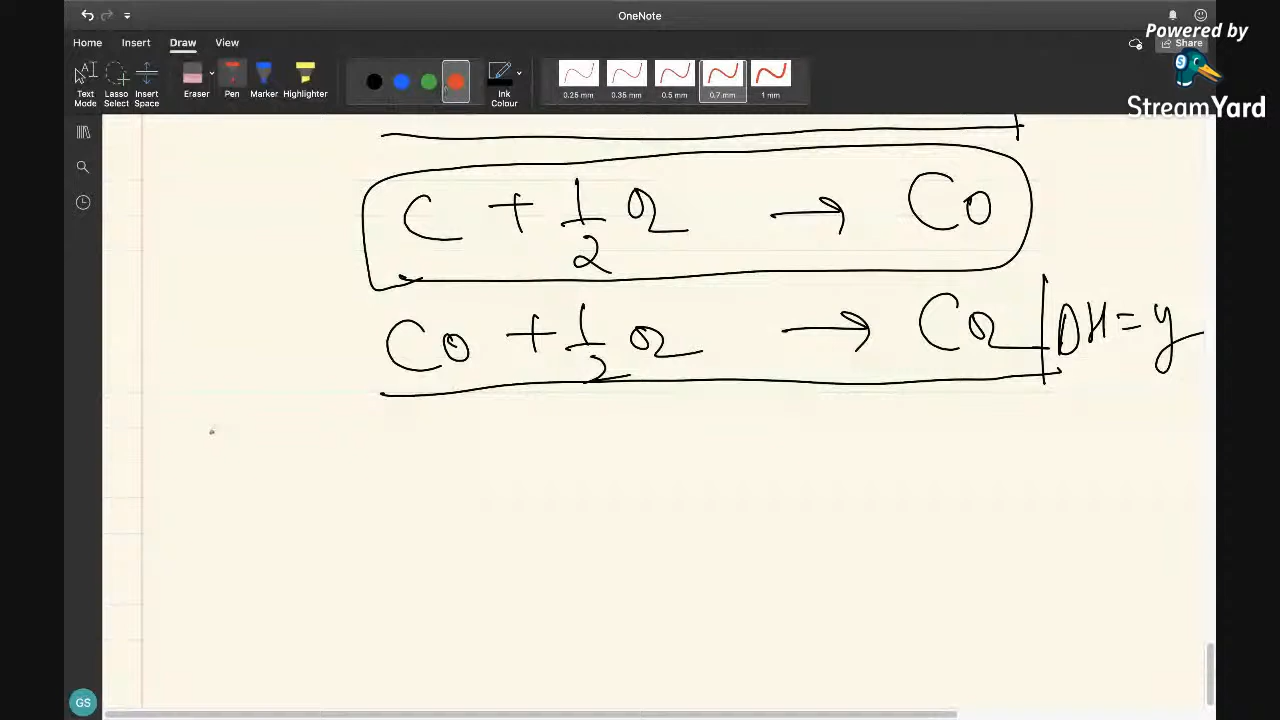 OneNote
Powered by
StreamYard
Home Insert Draw View
Share
Text Mode
Lasso Select
Insert Space
Eraser
Pen
Marker
Highlighter
Ink Colour
0.25 mm
0.35 mm
0.5 mm
0.7 mm
1 mm
C + 1/2 O2 → CO
CO + 1/2 O2 → CO2 | DH = y
GS